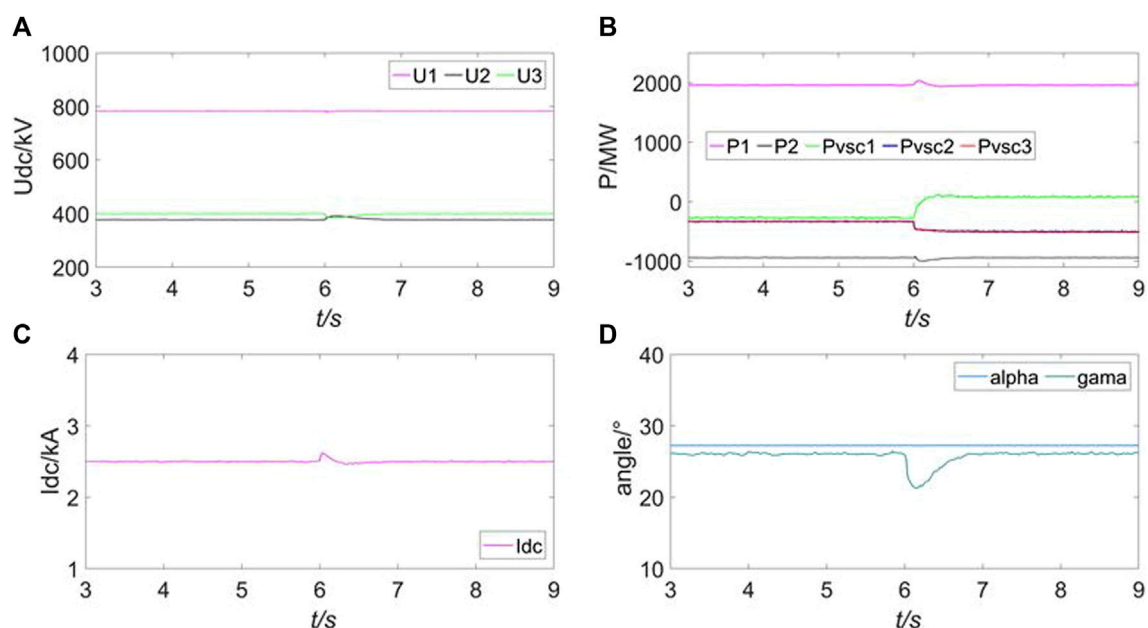 A
1000
800
600
400
200
Udc/kV
U1 U2 U3
3 4 5 6 7 8 9
t/s
B
2000
1000
0
-1000
P/MW
P1 P2 Pvsc1 Pvsc2 Pvsc3
3 4 5 6 7 8 9
t/s
C
4
3
2
1
Idc/kA
Idc
3 4 5 6 7 8 9
t/s
D
40
30
20
10
angle/°
alpha gama
3 4 5 6 7 8 9
t/s